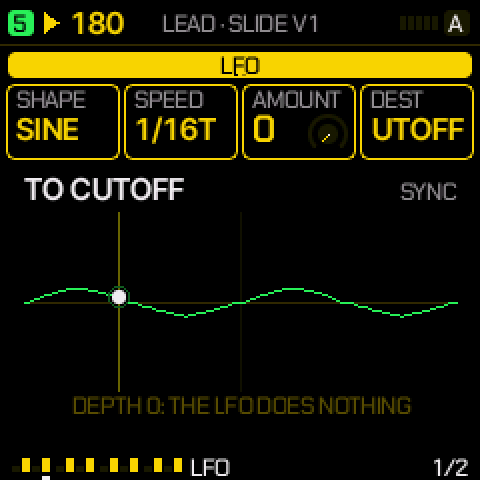 5 180 LEAD · SLIDE V1 A
LFO
SHAPE SPEED AMOUNT DEST
SINE 1/16T 0 UTOFF
TO CUTOFF SYNC
DEPTH 0: THE LFO DOES NOTHING
LFO 1/2